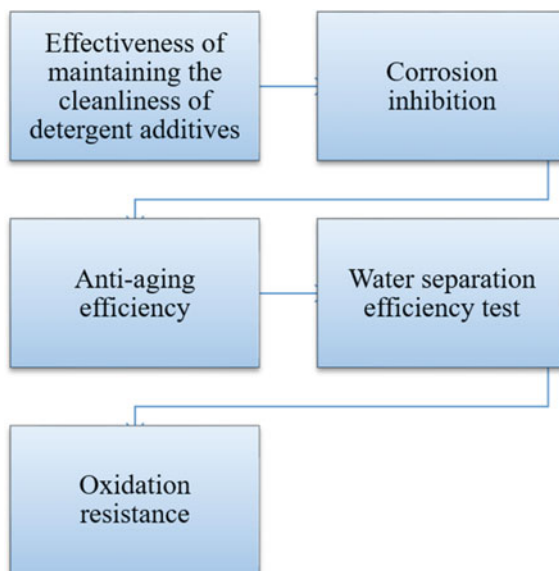 Effectiveness of
maintaining the
cleanliness of
detergent additives
Corrosion
inhibition
Anti-aging
efficiency
Water separation
efficiency test
Oxidation
resistance